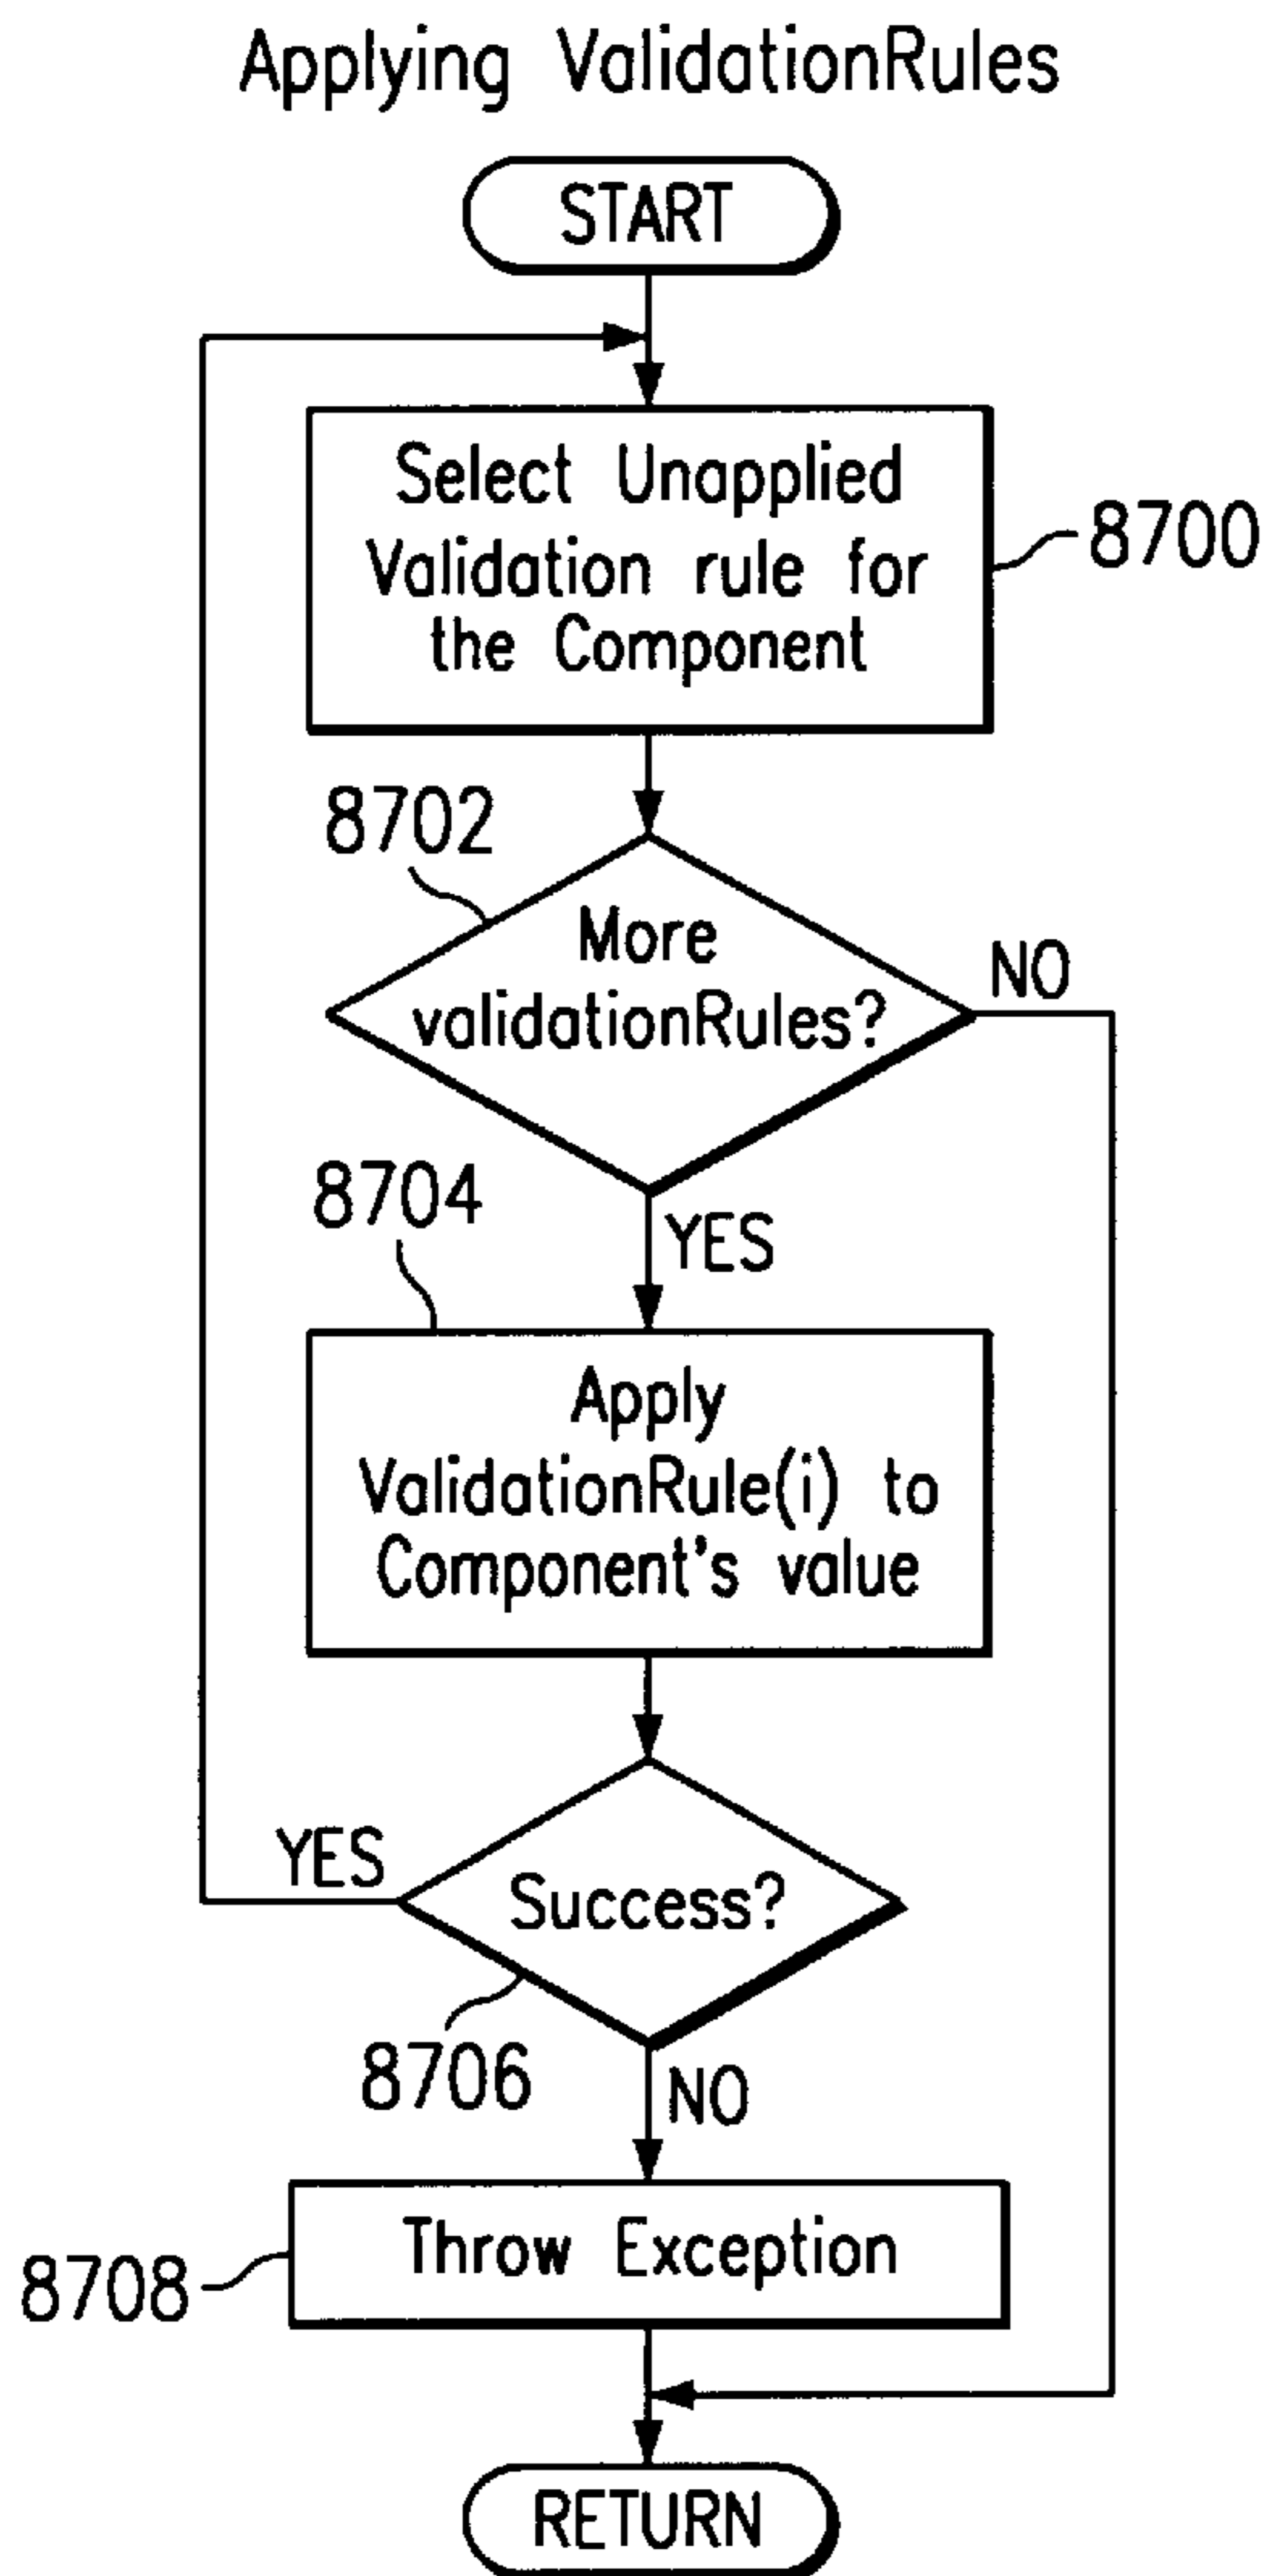 Applying ValidationRules
START
Select Unapplied
Validation rule for
the Component
8700
8702
More
validationRules?
NO
8704
YES
Apply
ValidationRule(i) to
Component's value
YES
Success?
8706
NO
Throw Exception
8708
RETURN